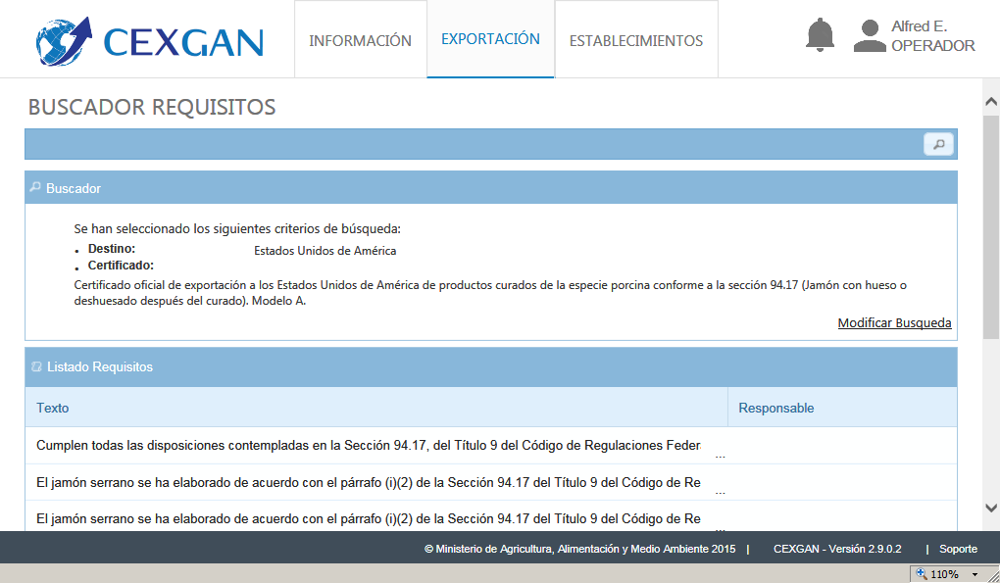 CEXGAN
INFORMACIÓN
EXPORTACIÓN
ESTABLECIMIENTOS
Alfred E.
OPERADOR
BUSCADOR REQUISITOS
Buscador
Se han seleccionado los siguientes criterios de búsqueda:
• Destino: Estados Unidos de América
• Certificado:
Certificado oficial de exportación a los Estados Unidos de América de productos curados de la especie porcina conforme a la sección 94.17 (Jamón con hueso o
deshuesado después del curado). Modelo A.
Modificar Busqueda
Listado Requisitos
Texto Responsable
Cumplen todas las disposiciones contempladas en la Sección 94.17, del Título 9 del Código de Regulaciones Feder ...
El jamón serrano se ha elaborado de acuerdo con el párrafo (i)(2) de la Sección 94.17 del Título 9 del Código de Re ...
El jamón serrano se ha elaborado de acuerdo con el párrafo (i)(2) de la Sección 94.17 del Título 9 del Código de Re ...
© Ministerio de Agricultura, Alimentación y Medio Ambiente 2015 | CEXGAN - Versión 2.9.0.2 | Soporte
110%